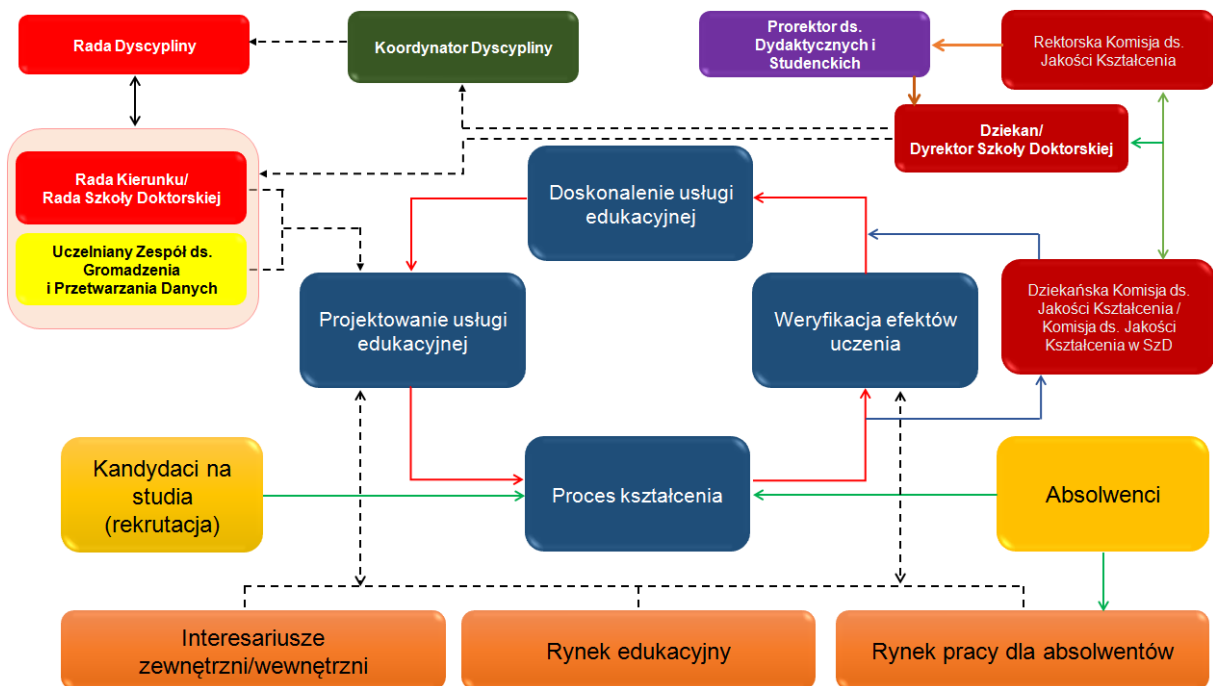 Rada Dyscypliny
Koordynator Dyscypliny
Prorektor ds.
Dydaktycznych i
Studenckich
Rektorska Komisja ds.
Jakości Kształcenia
Dziekan/
Dyrektor Szkoły Doktorskiej
Rada Kierunku/
Rada Szkoły Doktorskiej
Uczelniany Zespół ds.
Gromadzenia
i Przetwarzania Danych
Doskonalenie usługi
edukacyjnej
Projektowanie usługi
edukacyjnej
Weryfikacja efektów
uczenia
Dziekańska Komisja ds.
Jakości Kształcenia /
Komisja ds. Jakości
Kształcenia w SzD
Kandydaci na
studia
(rekrutacja)
Proces kształcenia
Absolwenci
Interesariusze
zewnętrzni/wewnętrzni
Rynek edukacyjny
Rynek pracy dla absolwentów